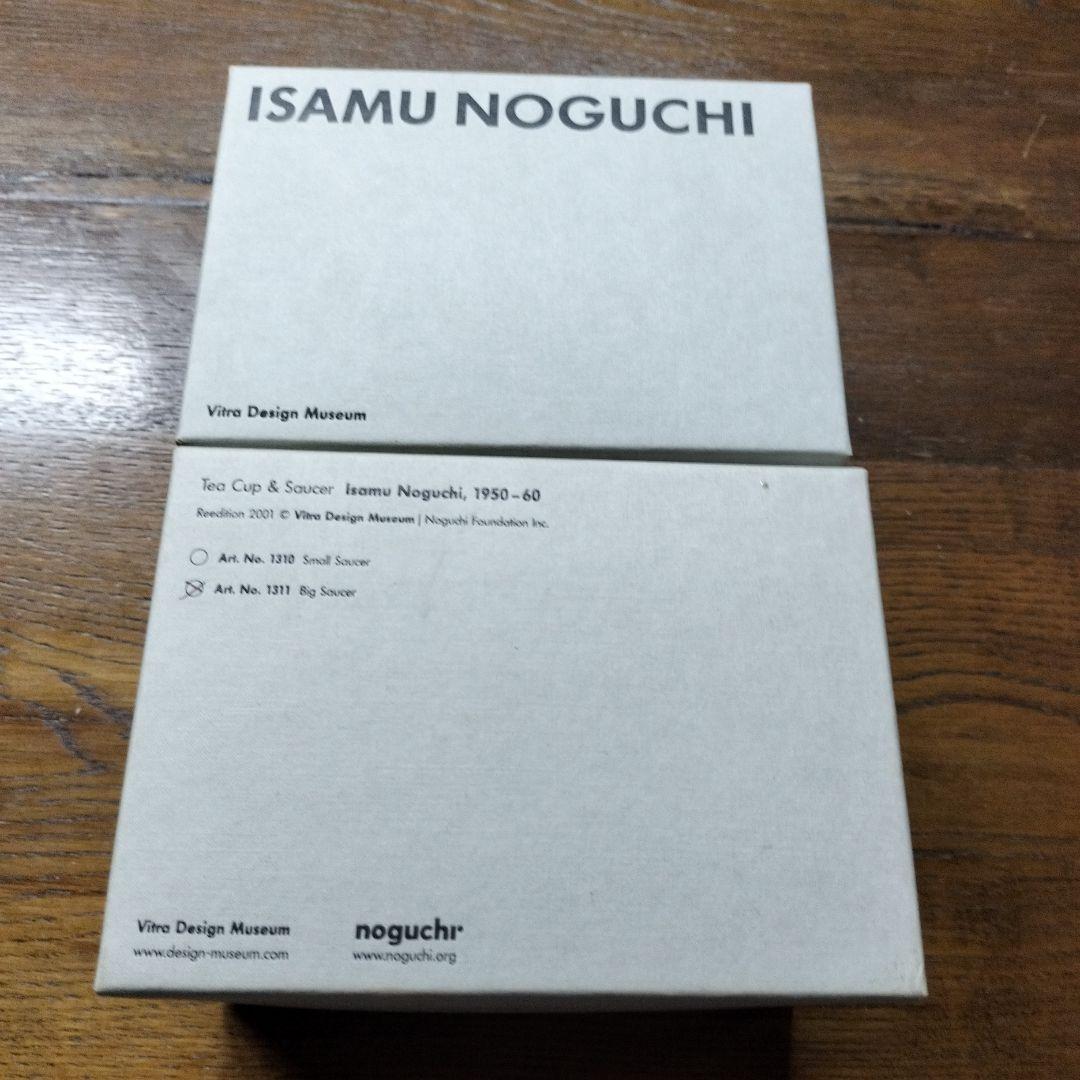 ISAMU NOGUCHI
Vitra Design Museum
Tea Cup & Saucer Isamu Noguchi, 1950–60
Reedition 2001 © Vitra Design Museum | Noguchi Foundation Inc.
Art. No. 1310 Small Saucer
Art. No. 1311 Big Saucer
Vitra Design Museum
www.design-museum.com
noguchi
www.noguchi.org